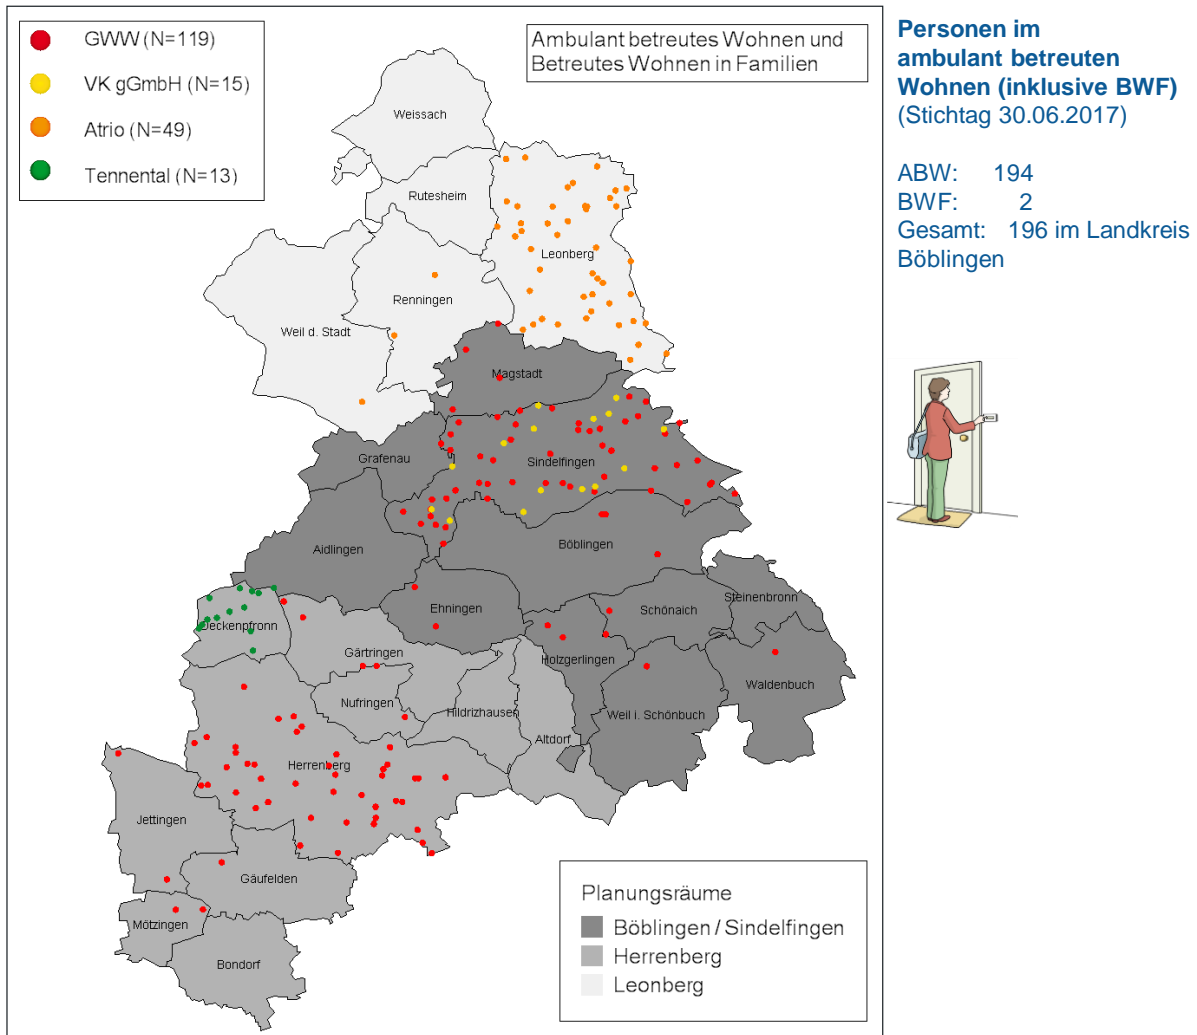 GWW (N=119)
VK gGmbH (N=15)
Atrio (N=49)
Tennental (N=13)
Ambulant betreutes Wohnen und
Betreutes Wohnen in Familien
Personen im
ambulant betreuten
Wohnen (inklusive BWF)
(Stichtag 30.06.2017)
ABW: 194
BWF: 2
Gesamt: 196 im Landkreis
Böblingen
Weissach
Rutesheim
Leonberg
Renningen
Weil d. Stadt
Magstadt
Grafenau
Sindelfingen
Aidlingen
Böblingen
Ehningen
Schönaich
Steinenbronn
Deckenpfronn
Gärtringen
Holzgerlingen
Waldenbuch
Nufringen
Hildrizhausen
Weil i. Schönbuch
Altdorf
Herrenberg
Jettingen
Gäufelden
Mötzingen
Bondorf
Planungsräume
Böblingen / Sindelfingen
Herrenberg
Leonberg